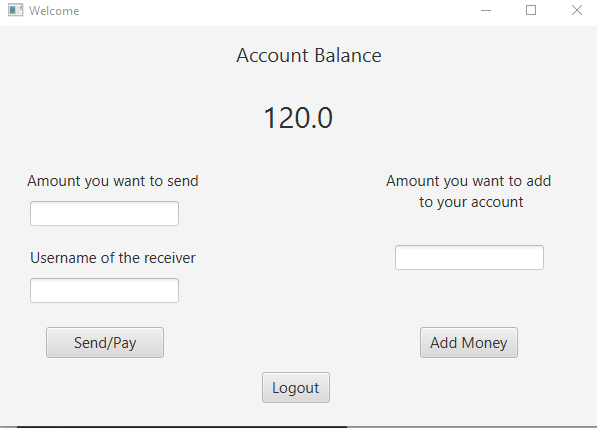 Welcome
Account Balance
120.0
Amount you want to send
Username of the receiver
Send/Pay
Amount you want to add
to your account
Add Money
Logout